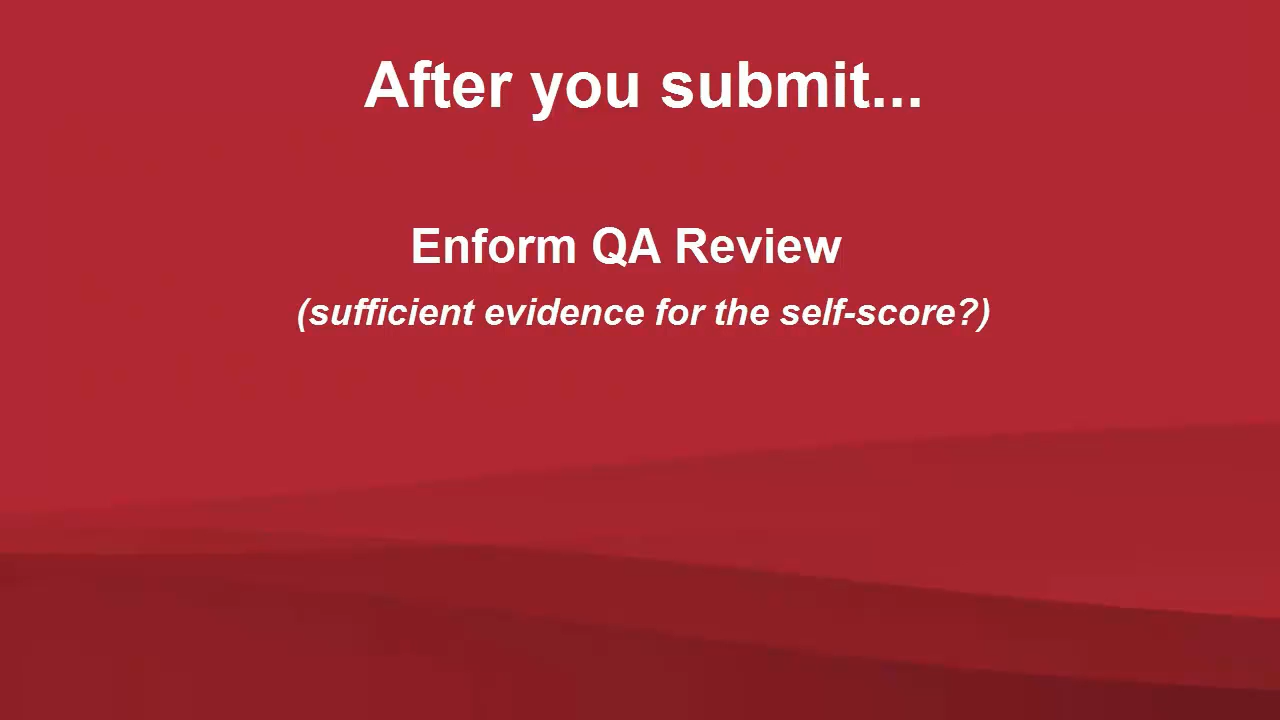 After you submit...
Enform QA Review
(sufficient evidence for the self-score?)